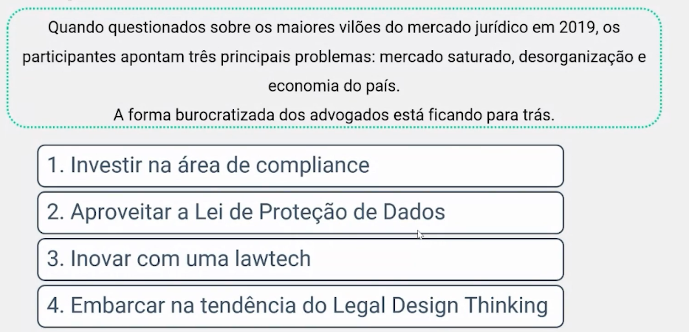 Quando questionados sobre os maiores vilões do mercado jurídico em 2019, os
participantes apontam três principais problemas: mercado saturado, desorganização e
economia do país.
A forma burocratizada dos advogados está ficando para trás.
1. Investir na área de compliance
2. Aproveitar a Lei de Proteção de Dados
3. Inovar com uma lawtech
4. Embarcar na tendência do Legal Design Thinking